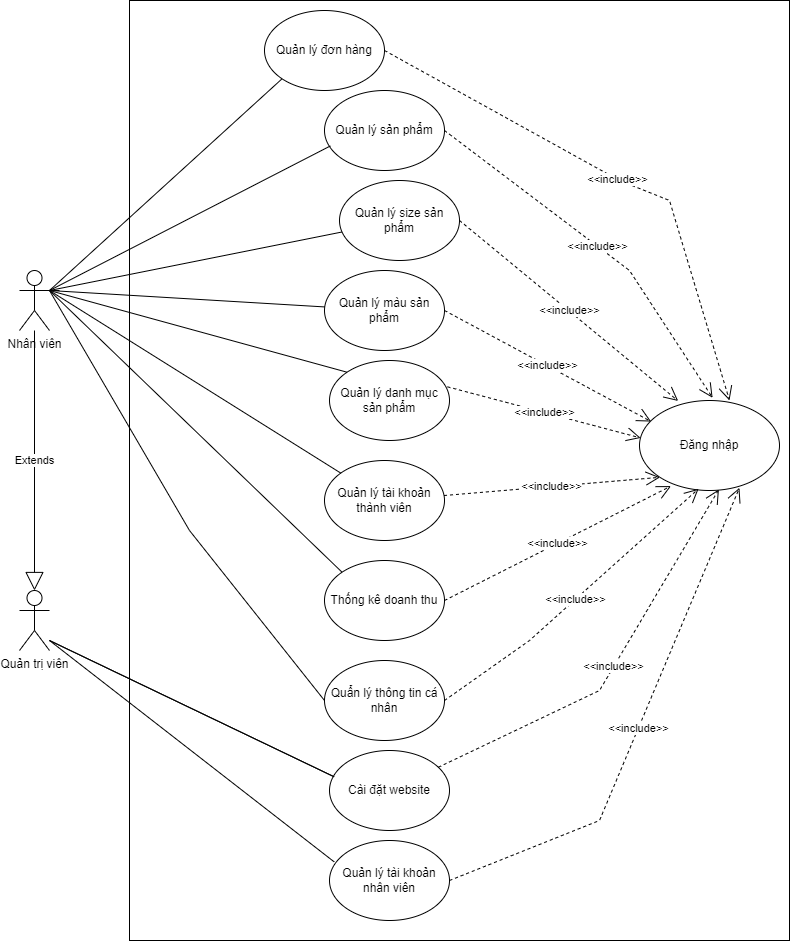 Quản lý đơn hàng
Quản lý sản phẩm
<<include>>
Quản lý size sản
phẩm
<<include>>
Nhân viên
Quản lý màu sản
phẩm
<<include>>
<<include>>
Quản lý danh mục
sản phẩm
<<include>>
Đăng nhập
Extends
Quản lý tài khoản
thành viên
<<include>>
<<include>>
Thống kê doanh thu
<<include>>
Quản trị viên
Quẩn lý thông tin cá
nhân
<<include>>
Cải đặt website
<<include>>
Quản lý tài khoản
nhân viên